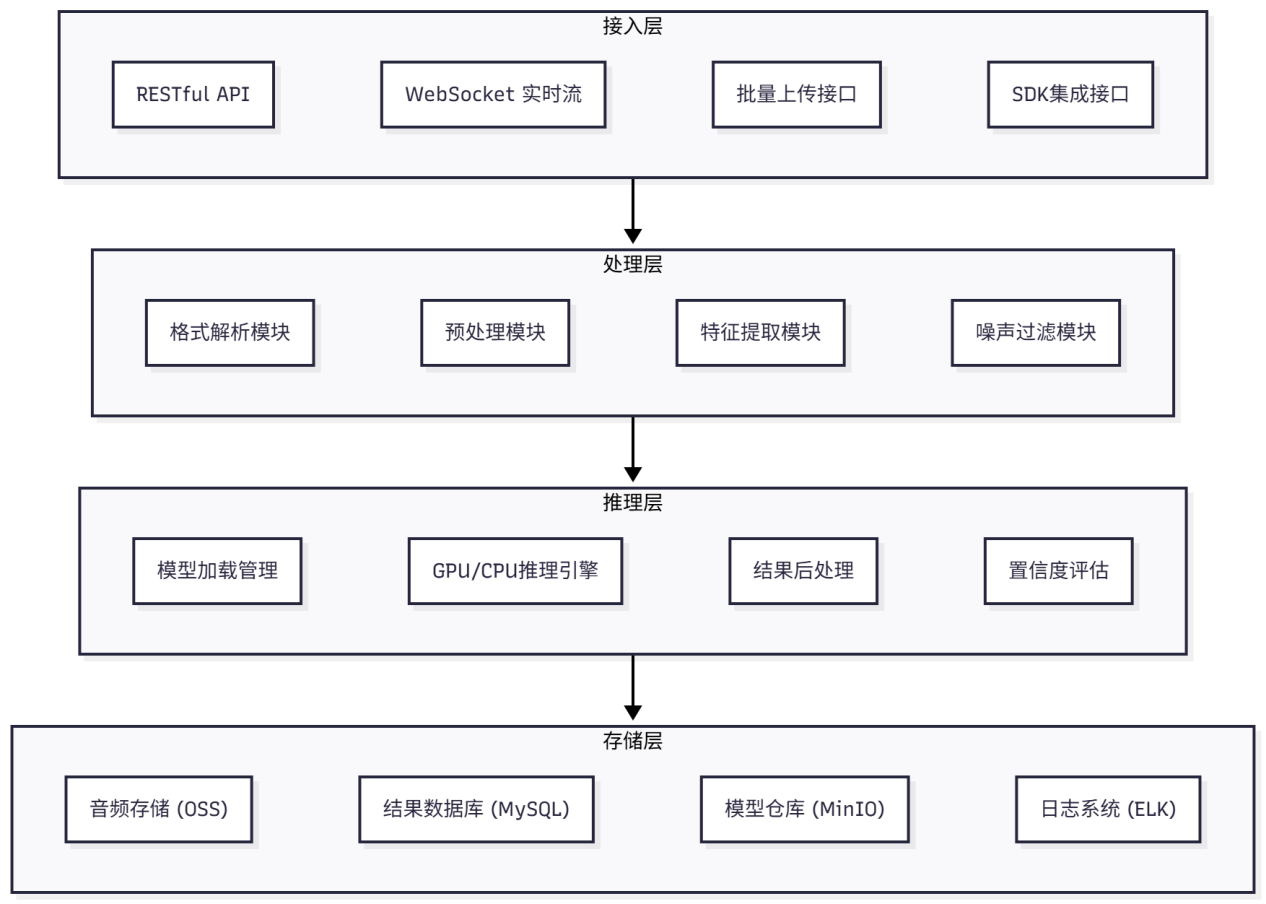 接入层
RESTful API
WebSocket 实时流
批量上传接口
SDK集成接口
处理层
格式解析模块
预处理模块
特征提取模块
噪声过滤模块
推理层
模型加载管理
GPU/CPU推理引擎
结果后处理
置信度评估
存储层
音频存储 (OSS)
结果数据库 (MySQL)
模型仓库 (MinIO)
日志系统 (ELK)